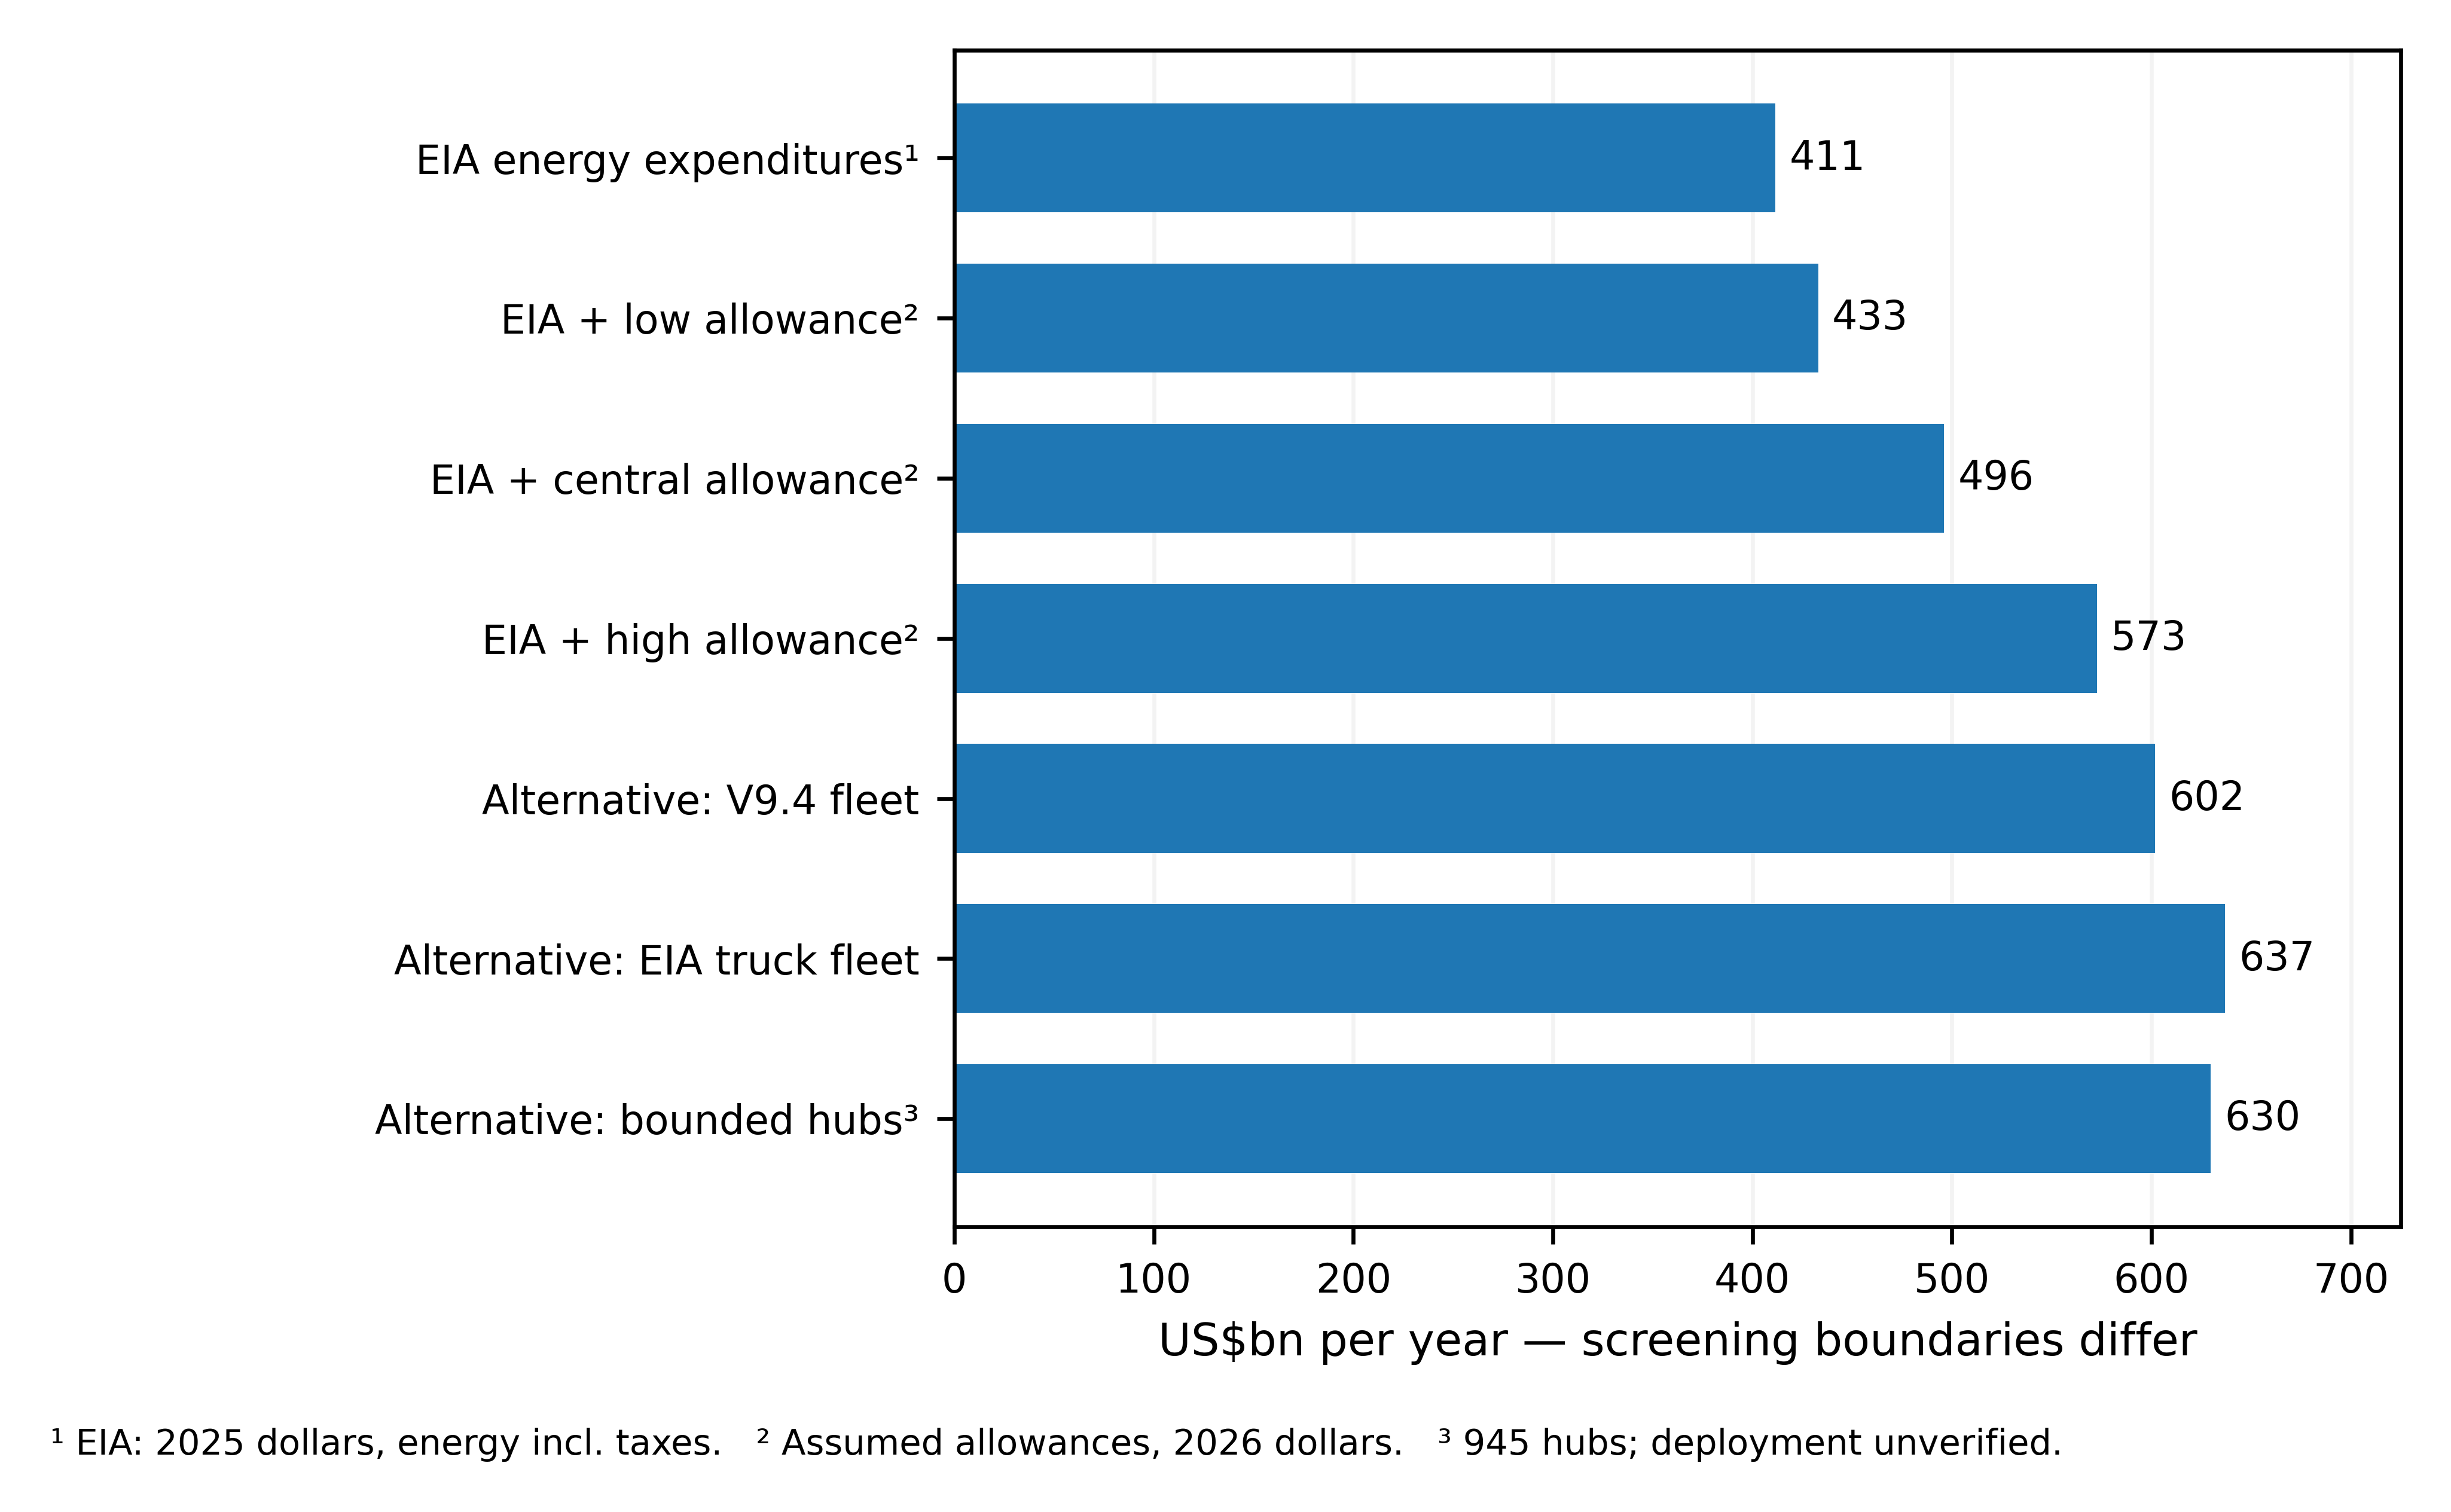 EIA energy expenditures¹ 411
EIA + low allowance² 433
EIA + central allowance² 496
EIA + high allowance² 573
Alternative: V9.4 fleet 602
Alternative: EIA truck fleet 637
Alternative: bounded hubs³ 630
0 100 200 300 400 500 600 700
US$bn per year — screening boundaries differ
¹ EIA: 2025 dollars, energy incl. taxes. ² Assumed allowances, 2026 dollars. ³ 945 hubs; deployment unverified.